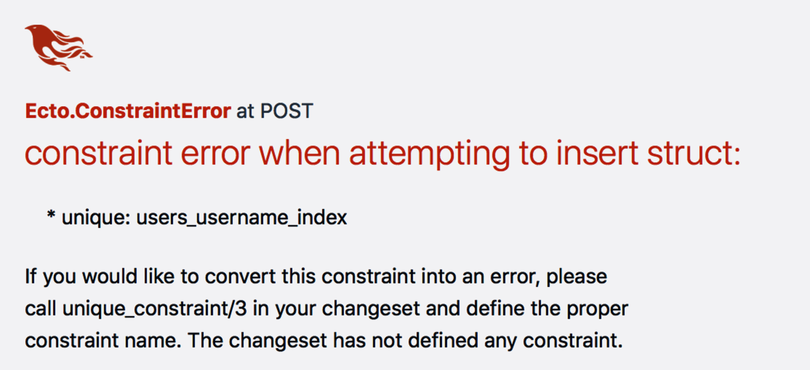 Ecto.ConstraintError at POST
constraint error when attempting to insert struct:
* unique: users_username_index
If you would like to convert this constraint into an error, please
call unique_constraint/3 in your changeset and define the proper
constraint name. The changeset has not defined any constraint.